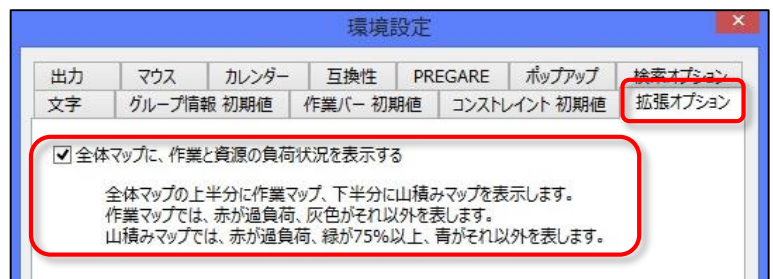 環境設定
出力 マウス カレンダー 互換性 PREGARE ポップアップ 検索オプション
文字 グループ情報 初期値 作業バー 初期値 コンストレイント 初期値 拡張オプション
全体マップに、作業と資源の負荷状況を表示する
全体マップの上半分に作業マップ、下半分に山積みマップを表示します。
作業マップでは、赤が過負荷、灰色がそれ以外を表します。
山積みマップでは、赤が過負荷、緑が75%以上、青がそれ以外を表します。